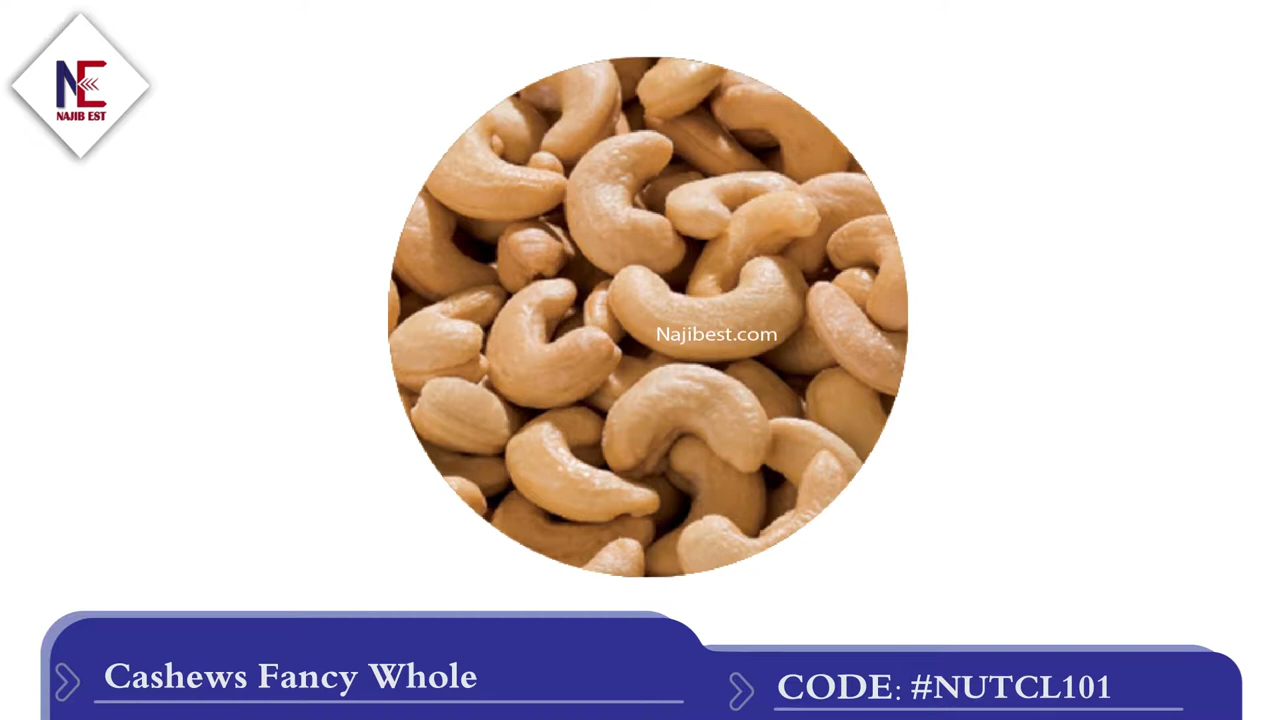 NE
NAJIB EST
Najibest.com
Cashews Fancy Whole
CODE: #NUTCL101